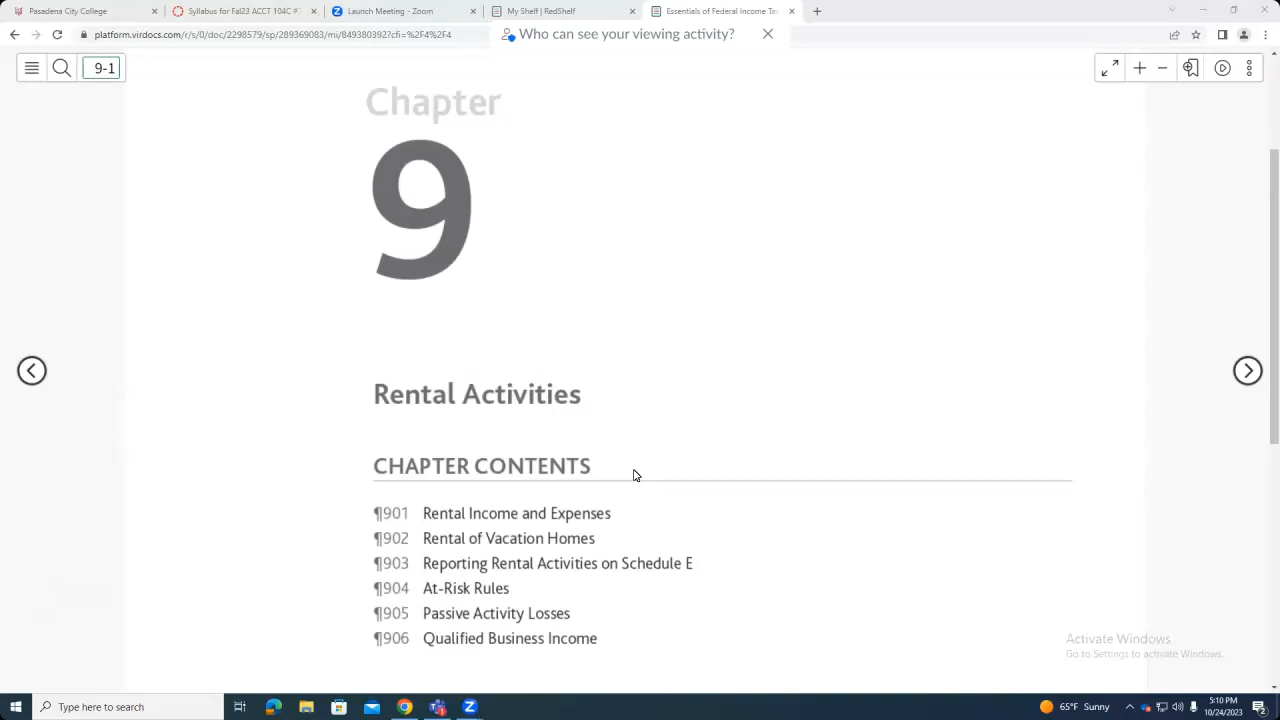 Pasadena City College
Syllabus for Fal23 ACCT 104C #
Launch Meeting - Zoom
My Shelf | RedShelf
Essentials of Federal Income Ta
platform.virdocs.com/r/s/0/doc/2298579/sp/289369083/mi/849380392?cfi=%2F4%2F4
Who can see your viewing activity?
9-1
Chapter
9
Rental Activities
CHAPTER CONTENTS
¶901 Rental Income and Expenses
¶902 Rental of Vacation Homes
¶903 Reporting Rental Activities on Schedule E
¶904 At-Risk Rules
¶905 Passive Activity Losses
¶906 Qualified Business Income
Activate Windows
Go to Settings to activate Windows.
Type here to search
65°F Sunny
5:10 PM
10/24/2023